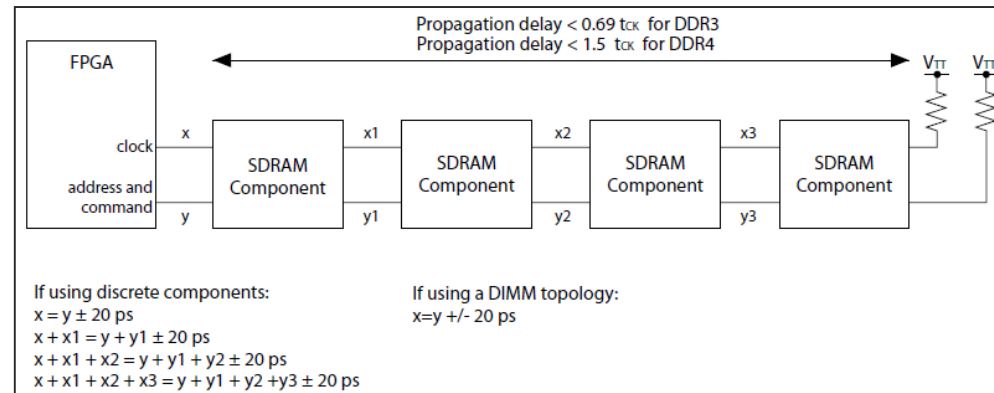 Propagation delay < 0.69 tCK for DDR3
Propagation delay < 1.5 tCK for DDR4
FPGA
VTT VTT
clock
x x1 x2 x3
SDRAM Component
SDRAM Component
SDRAM Component
SDRAM Component
address and
command
y y1 y2 y3
If using discrete components:
x = y ± 20 ps
x + x1 = y + y1 ± 20 ps
x + x1 + x2 = y + y1 + y2 ± 20 ps
x + x1 + x2 + x3 = y + y1 + y2 +y3 ± 20 ps
If using a DIMM topology:
x=y +/- 20 ps